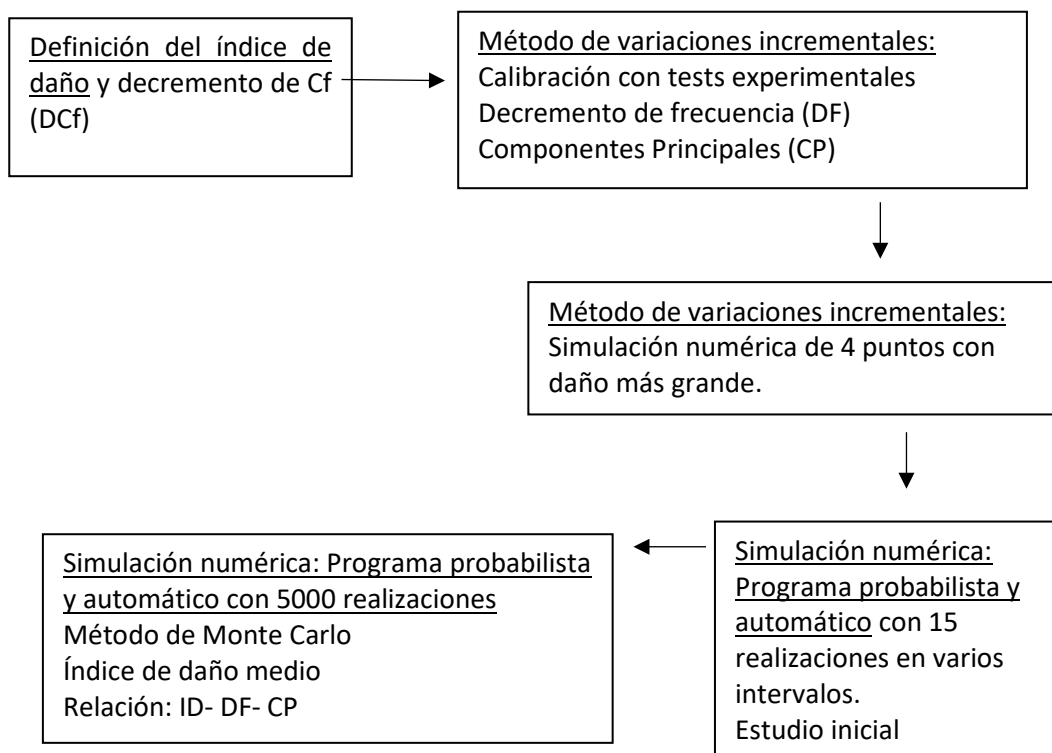 Definición del índice de
daño y decremento de Cf
(DCf)
Método de variaciones incrementales:
Calibración con tests experimentales
Decremento de frecuencia (DF)
Componentes Principales (CP)
Método de variaciones incrementales:
Simulación numérica de 4 puntos con
daño más grande.
Simulación numérica:
Programa probabilista y
automático con 15
realizaciones en varios
intervalos.
Estudio inicial
Simulación numérica: Programa probabilista
y automático con 5000 realizaciones
Método de Monte Carlo
Índice de daño medio
Relación: ID- DF- CP